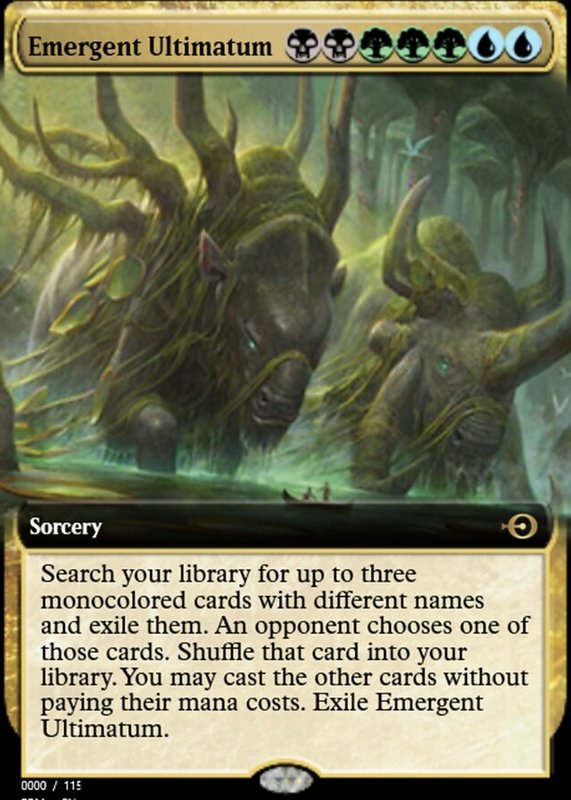 Emergent Ultimatum
Sorcery
Search your library for up to three
monocolored cards with different names
and exile them. An opponent chooses one of
those cards. Shuffle that card into your
library. You may cast the other cards without
paying their mana costs. Exile Emergent
Ultimatum.
0000 / 115